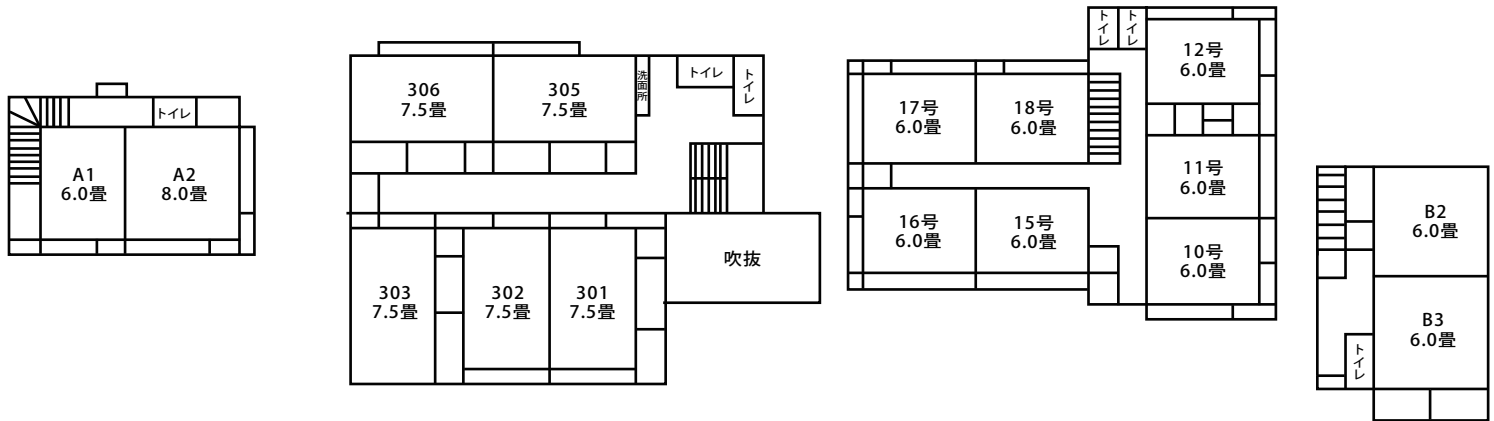 A1
6.0畳
A2
8.0畳
トイレ
306
7.5畳
305
7.5畳
洗面所
トイレ
トイレ
303
7.5畳
302
7.5畳
301
7.5畳
吹抜
トイレ
トイレ
12号
6.0畳
17号
6.0畳
18号
6.0畳
11号
6.0畳
16号
6.0畳
15号
6.0畳
10号
6.0畳
B2
6.0畳
B3
6.0畳
トイレ